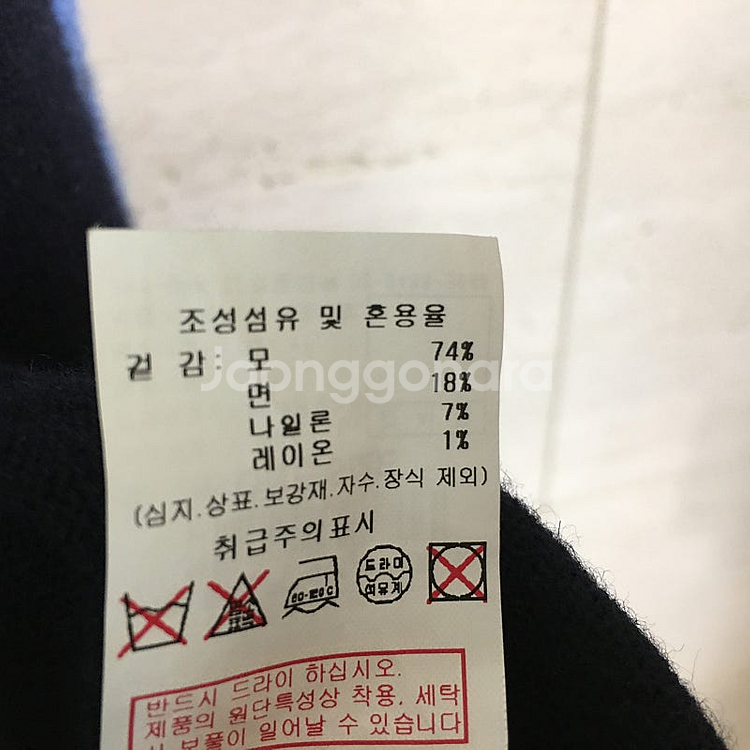 조성섬유 및 혼용율
겉 감: 모 74%
면 18%
나일론 7%
레이온 1%
Joonggonara
(심지.상표.보강재.자수.장식 제외)
취급주의표시
드라이
석유계
반드시 드라이 하십시오.
제품의 원단특성상 착용, 세탁
보풀이 일어날 수 있습니다